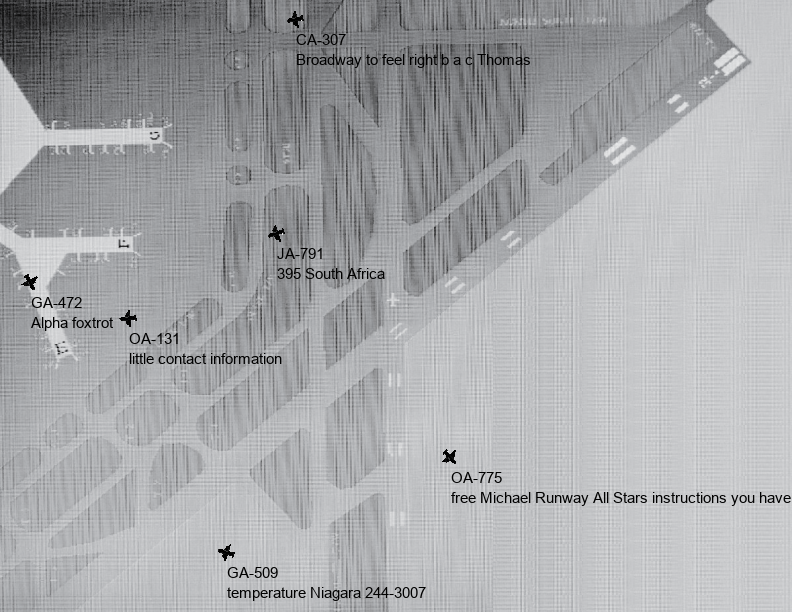 CA-307
Broadway to feel right b a c Thomas
JA-791
395 South Africa
GA-472
Alpha foxtrot
OA-131
little contact information
OA-775
free Michael Runway All Stars instructions you have
GA-509
temperature Niagara 244-3007